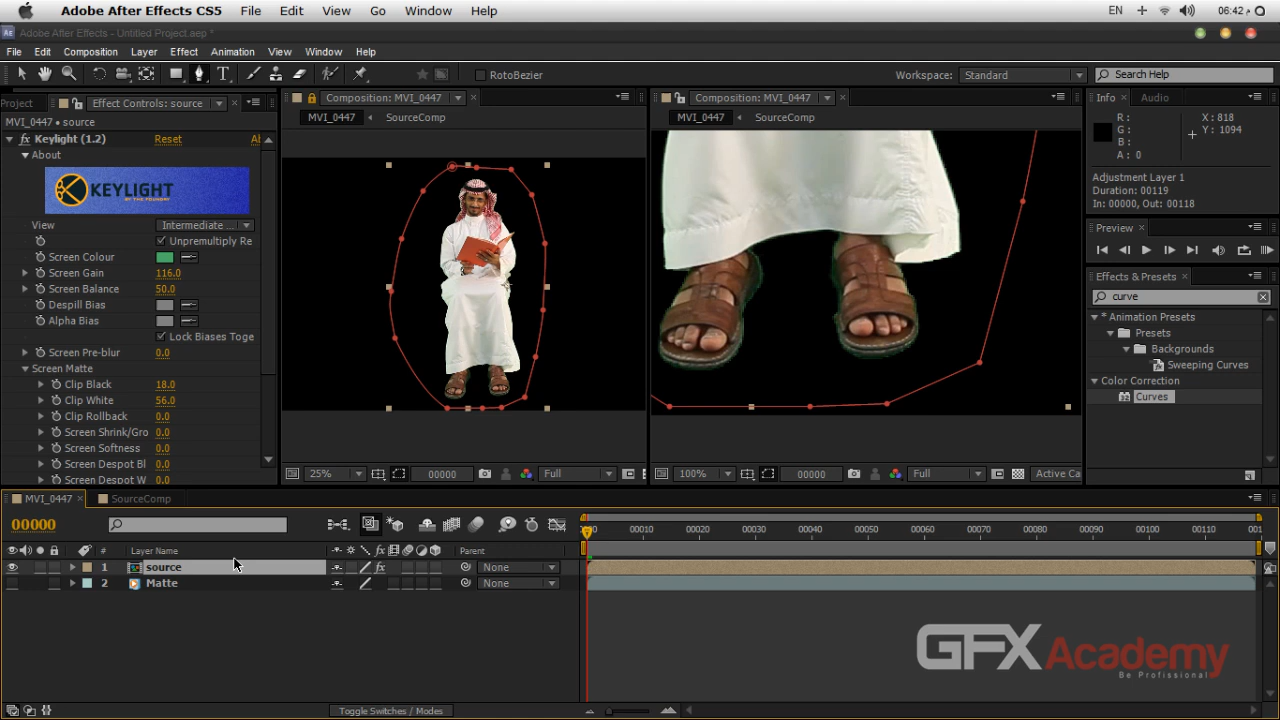 Adobe After Effects CS5 File Edit View Go Window Help EN 06:42 م
Adobe After Effects - Untitled Project.aep *
File Edit Composition Layer Effect Animation View Window Help
RotoBezier Workspace: Standard Search Help
Project Effect Controls: source
MVI_0447 • source
Keylight (1.2) Reset
About
KEYLIGHT
BY THE FOUNDRY
View Intermediate ...
Unpremultiply Re
Screen Colour
Screen Gain 116.0
Screen Balance 50.0
Despill Bias
Alpha Bias
Lock Biases Toge
Screen Pre-blur 0.0
Screen Matte
Clip Black 18.0
Clip White 56.0
Clip Rollback 0.0
Screen Shrink/Gro 0.0
Screen Softness 0.0
Screen Despot Bl 0.0
Screen Despot W 0.0
Composition: MVI_0447
MVI_0447 SourceComp
25% 00000 Full
Composition: MVI_0447
MVI_0447 SourceComp
100% 00000 Full Active Ca
Info Audio
R: X: 818
G: Y: 1094
B:
A: 0
Adjustment Layer 1
Duration: 00119
In: 00000, Out: 00118
Preview
Effects & Presets
curve
* Animation Presets
Presets
Backgrounds
Sweeping Curves
Color Correction
Curves
MVI_0447 SourceComp
00000
00010 00020 00030 00040 00050 00060 00070 00080 00090 00100 00110
# Layer Name Parent
1 source None
2 Matte None
Toggle Switches / Modes
GFX Academy
Be Profissional